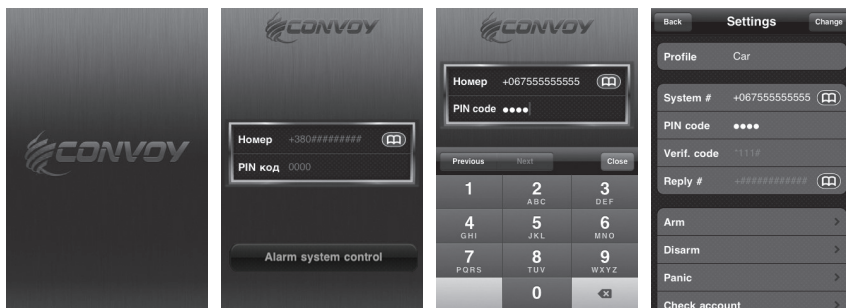 CONVOY
CONVOY
Номер +380#########
PIN код 0000
Alarm system control
CONVOY
Номер +067555555555
PIN code ●●●●
Previous Next Close
1 2 3
ABC DEF
4 5 6
GHI JKL MNO
7 8 9
PQRS TUV WXYZ
0
Back Settings Change
Profile Car
System # +067555555555
PIN code ●●●●
Verif. code *111#
Reply # +############
Arm
Disarm
Panic
Check account